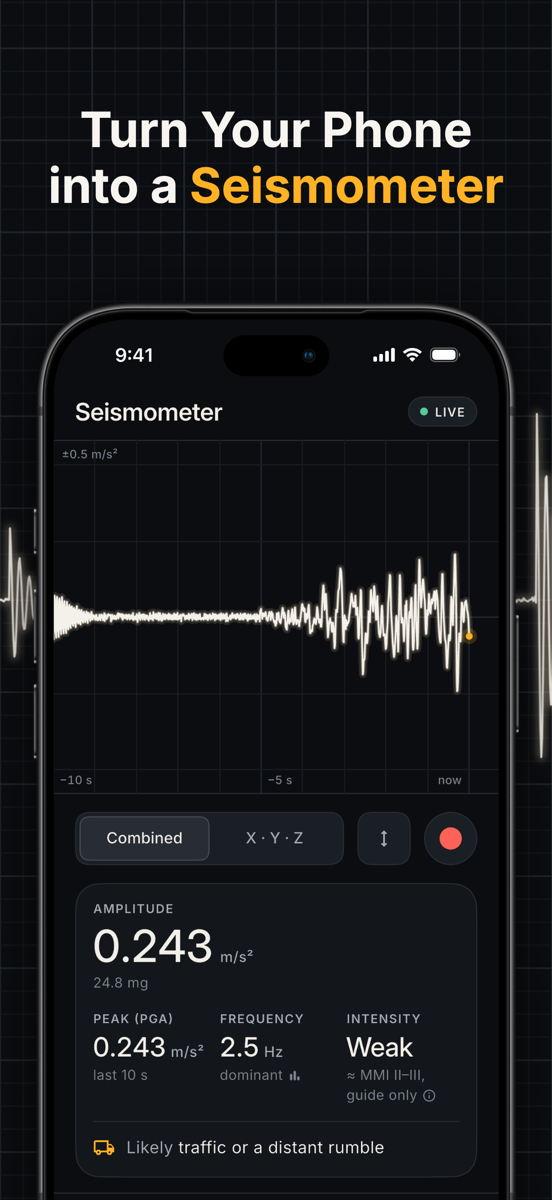 Turn Your Phone
into a Seismometer
9:41
Seismometer
LIVE
±0.5 m/s²
−10 s
−5 s
now
Combined
X · Y · Z
AMPLITUDE
0.243 m/s²
24.8 mg
PEAK (PGA)
FREQUENCY
INTENSITY
0.243 m/s²
2.5 Hz
Weak
last 10 s
dominant
≈ MMI II–III,
guide only
Likely traffic or a distant rumble